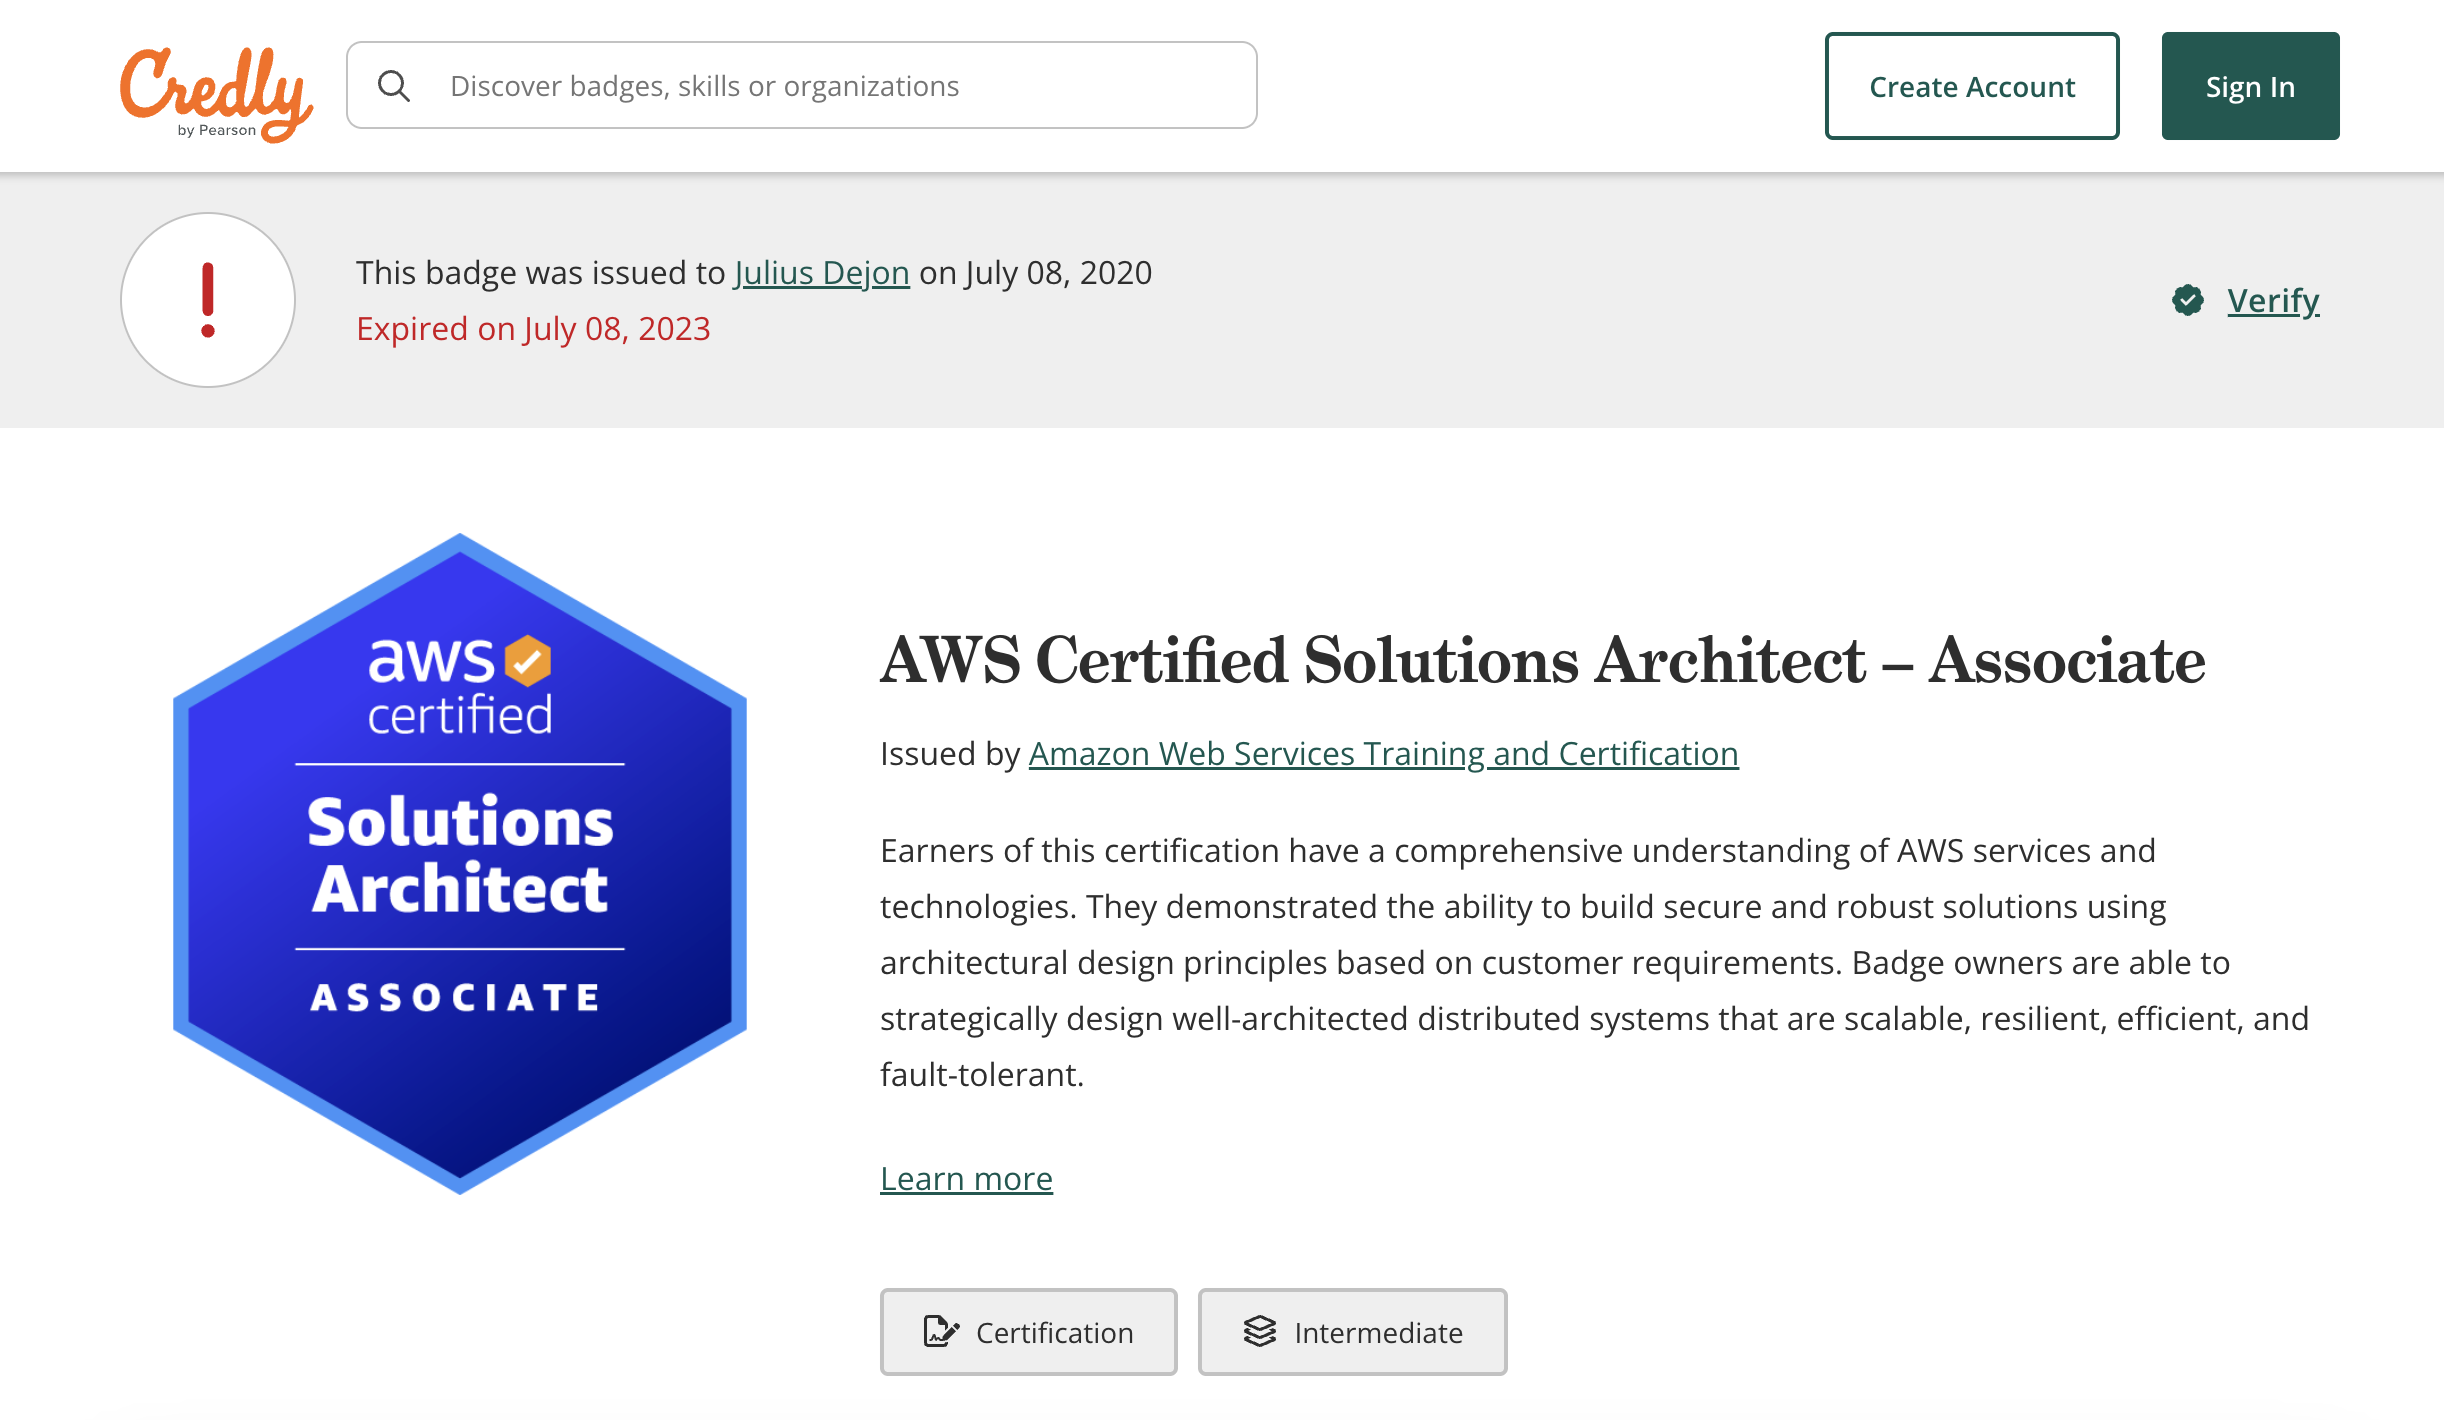 Credly
by Pearson
Discover badges, skills or organizations
Create Account
Sign In
This badge was issued to Julius Dejon on July 08, 2020
Expired on July 08, 2023
Verify
aws
certified
Solutions
Architect
ASSOCIATE
AWS Certified Solutions Architect – Associate
Issued by Amazon Web Services Training and Certification
Earners of this certification have a comprehensive understanding of AWS services and
technologies. They demonstrated the ability to build secure and robust solutions using
architectural design principles based on customer requirements. Badge owners are able to
strategically design well-architected distributed systems that are scalable, resilient, efficient, and
fault-tolerant.
Learn more
Certification
Intermediate